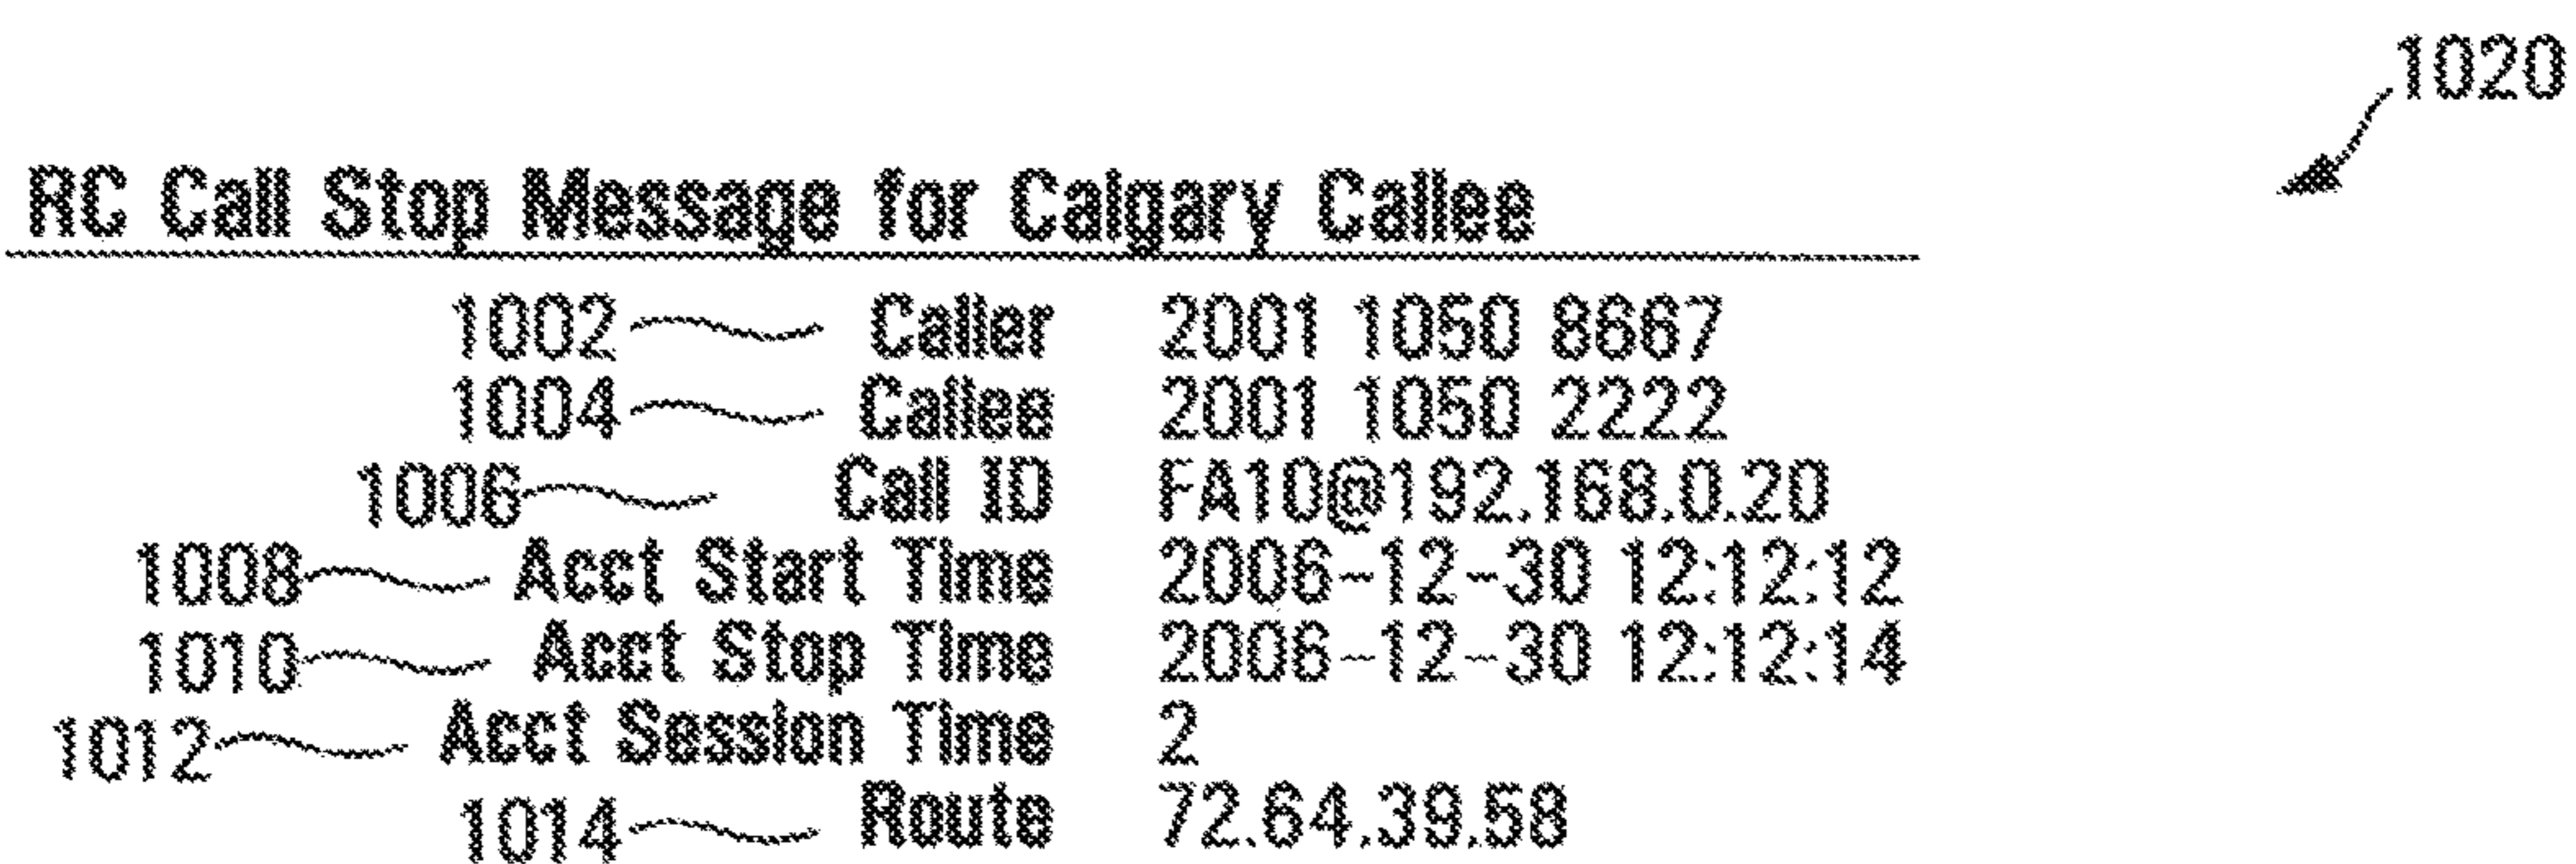 1020
RC Call Stop Message for Calgary Callee
1002 Caller 2001 1050 8667
1004 Callee 2001 1050 2222
1006 Call ID FA10@192.168.0.20
1008 Acct Start Time 2006-12-30 12:12:12
1010 Acct Stop Time 2006-12-30 12:12:14
1012 Acct Session Time 2
1014 Route 72.64.39.58